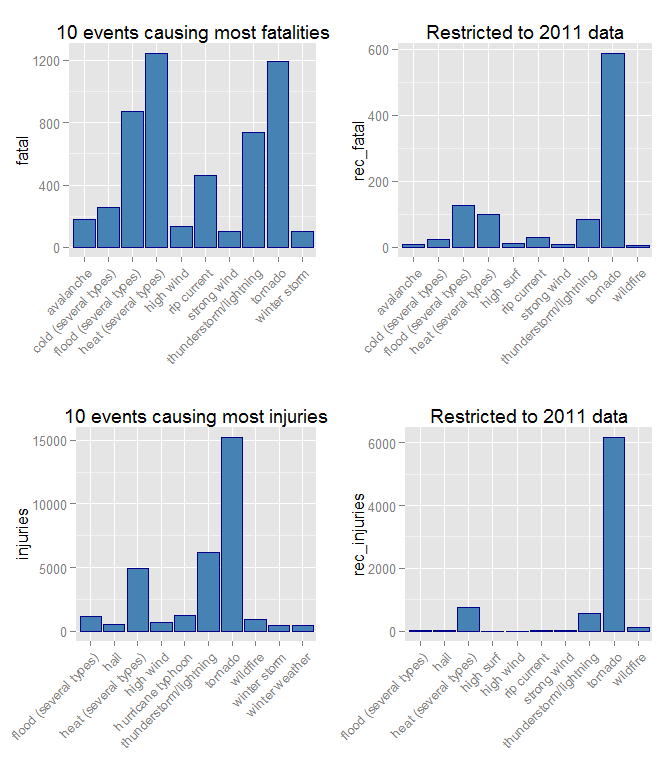 10 events causing most fatalities
fatal
1200
800
400
0
avalanche
cold (several types)
flood (several types)
heat (several types)
high wind
rip current
strong wind
thunderstorm/lightning
tornado
winter storm
Restricted to 2011 data
rec_fatal
600
400
200
0
avalanche
cold (several types)
flood (several types)
heat (several types)
high surf
rip current
strong wind
thunderstorm/lightning
tornado
wildfire
10 events causing most injuries
injuries
15000
10000
5000
0
flood (several types)
hail
heat (several types)
high wind
hurricane typhoon
thunderstorm/lightning
tornado
wildfire
winter storm
winter weather
Restricted to 2011 data
rec_injuries
6000
4000
2000
0
flood (several types)
hail
heat (several types)
high surf
high wind
rip current
strong wind
thunderstorm/lightning
tornado
wildfire